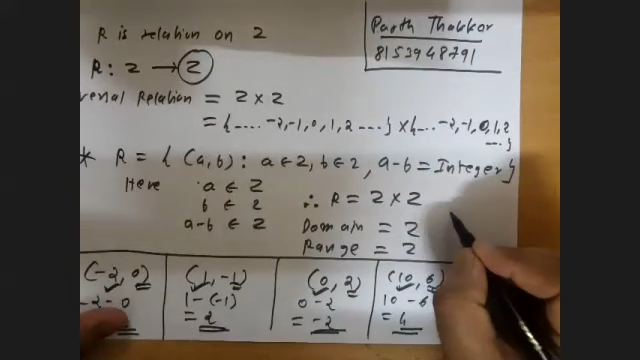 R is relation on Z
Parth Thakkar
8153948791
R : Z → Z
ersal Relation = Z × Z
= { .... -2, -1, 0, 1, 2 .... } × { ... -2, -1, 0, 1, 2 .... }
* R = { (a, b) : a ∈ Z, b ∈ Z, a-b = Integer }
Here a ∈ Z
b ∈ Z
a-b ∈ Z
∴ R = Z × Z
Domain = Z
Range = Z
(-2, 0)
-2 - 0
(1, -1)
1 - (-1)
= 2
(0, 2)
0 - 2
= -2
(10, 6)
10 - 6
= 4